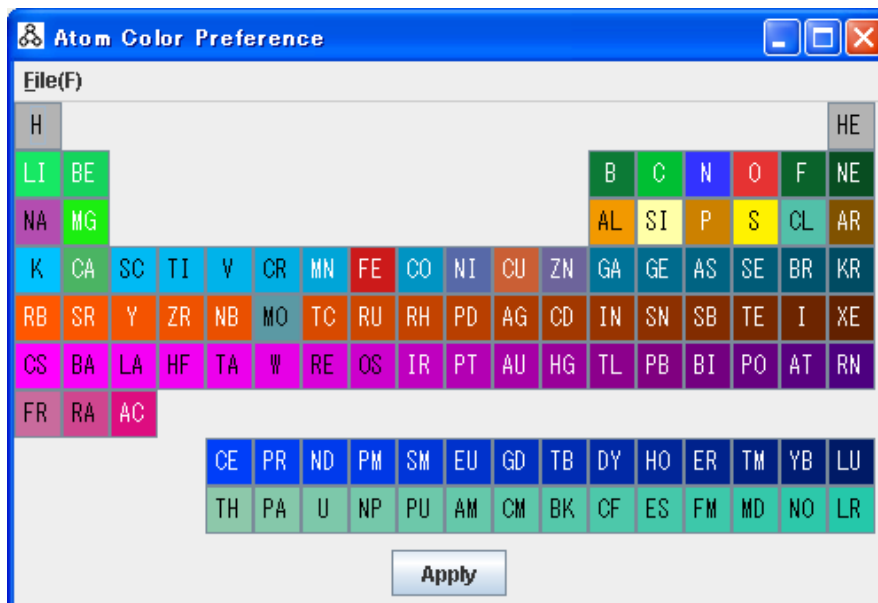 Atom Color Preference
File(F)
H HE
LI BE B C N O F NE
NA MG AL SI P S CL AR
K CA SC TI V CR MN FE CO NI CU ZN GA GE AS SE BR KR
RB SR Y ZR NB MO TC RU RH PD AG CD IN SN SB TE I XE
CS BA LA HF TA W RE OS IR PT AU HG TL PB BI PO AT RN
FR RA AC
CE PR ND PM SM EU GD TB DY HO ER TM YB LU
TH PA U NP PU AM CM BK CF ES FM MD NO LR
Apply